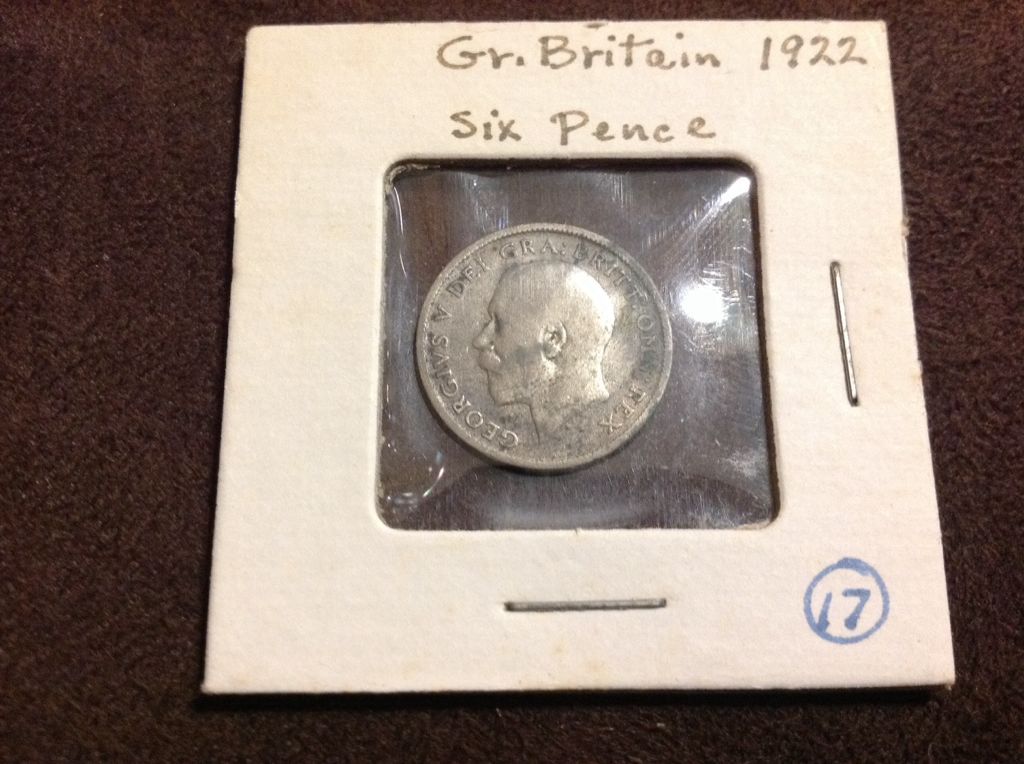 Gr. Britain 1922
Six Pence
GEORGIVS V DEI GRA: BRITT: OMN: REX
17